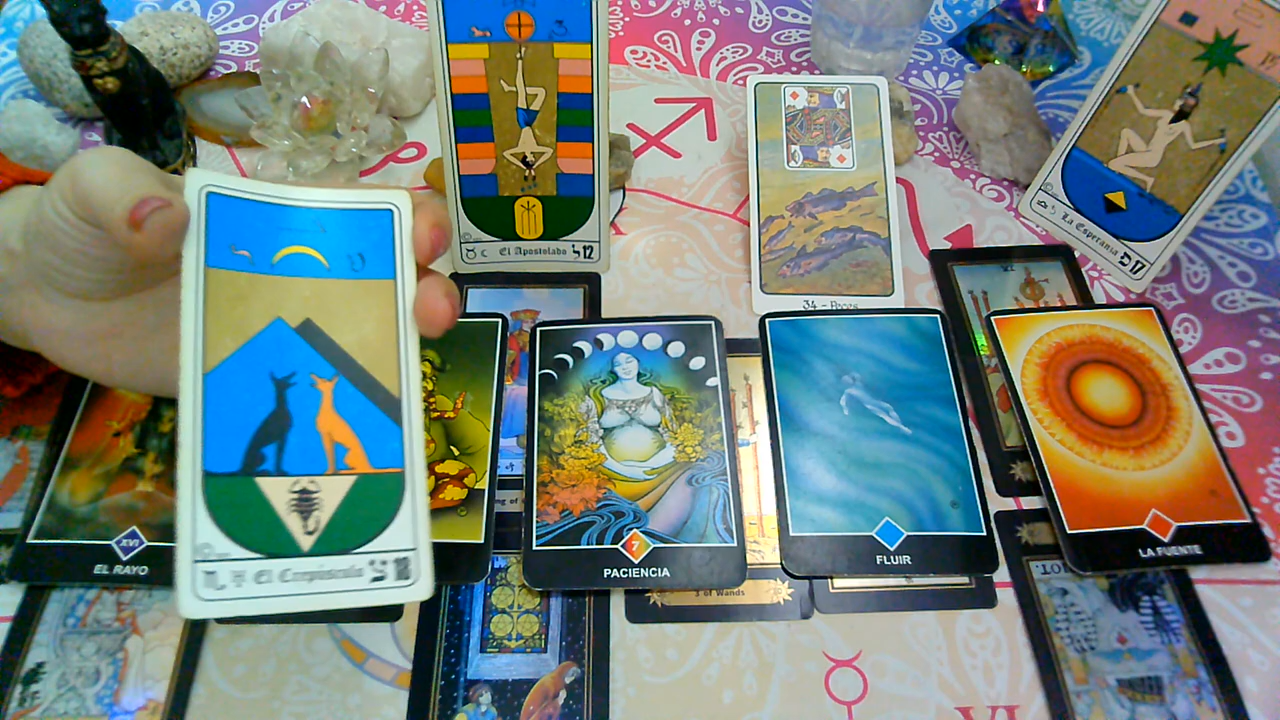 El Apostolado 12
34 - Peces
La Esperanza 17
El Crepúsculo 18
XVI
EL RAYO
7
PACIENCIA
FLUIR
LA FUENTE
3 of Wands
VI